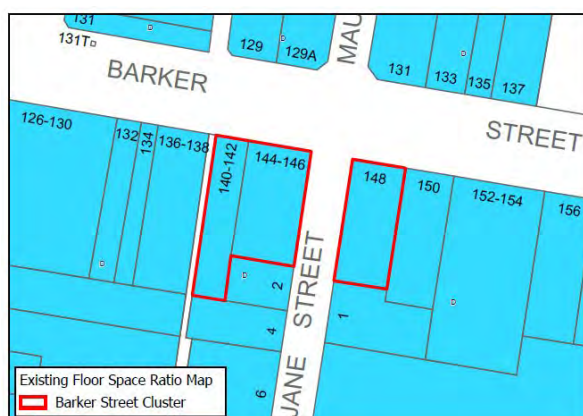 131
131T
129
129A
MAU
131
133
135
137
BARKER
STREET
126-130
132
134
136-138
140-142
144-146
148
150
152-154
156
D
D
D
D
D
2
4
6
1
JANE STREET
Existing Floor Space Ratio Map
Barker Street Cluster